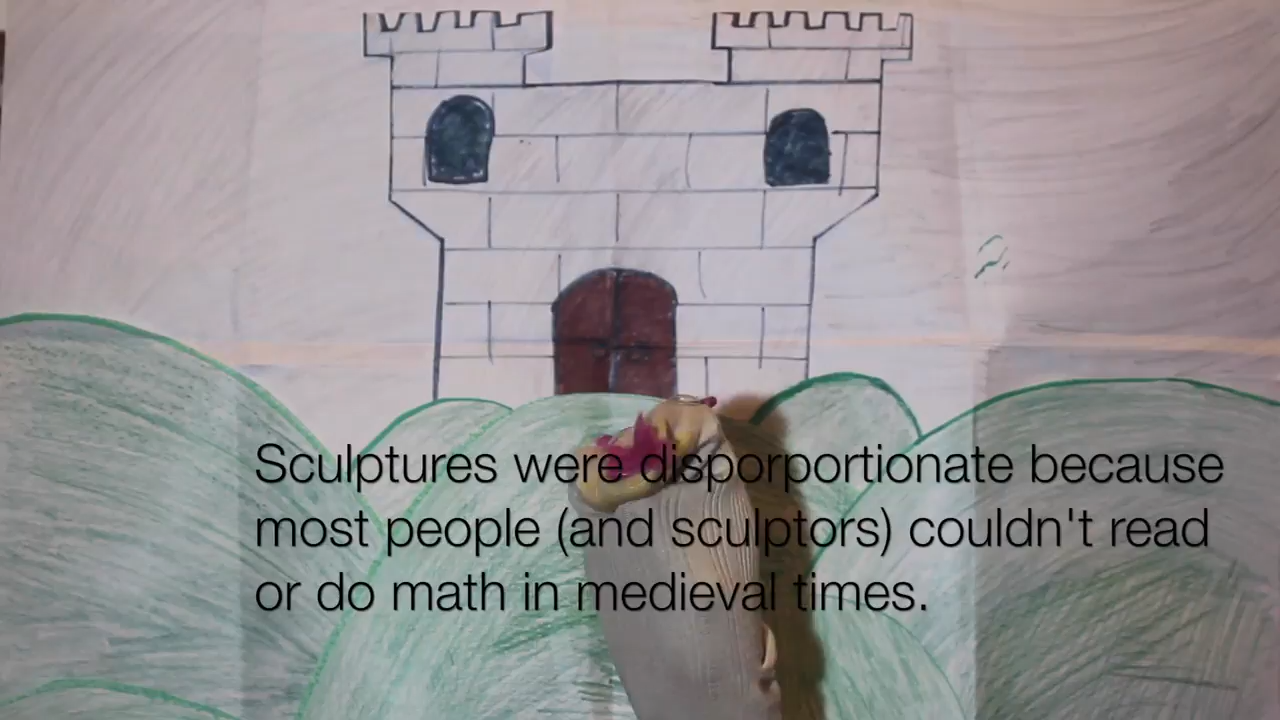 Sculptures were disporportionate because
most people (and sculptors) couldn't read
or do math in medieval times.